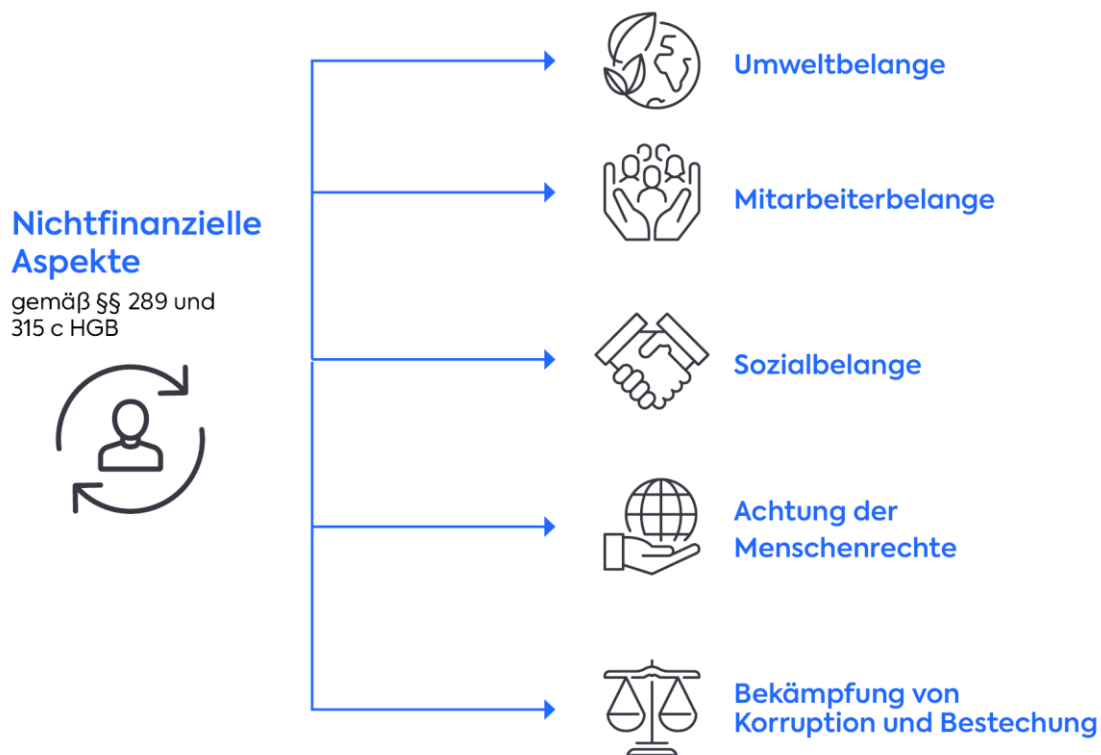 Nichtfinanzielle
Aspekte
gemäß §§ 289 und
315 c HGB
Umweltbelange
Mitarbeiterbelange
Sozialbelange
Achtung der
Menschenrechte
Bekämpfung von
Korruption und Bestechung